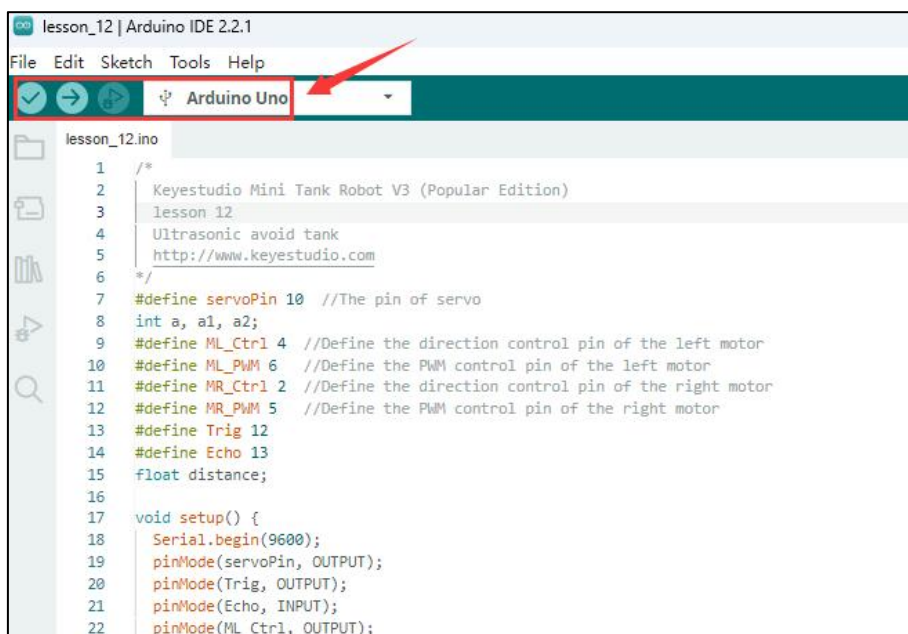 lesson_12 | Arduino IDE 2.2.1
File Edit Sketch Tools Help
Arduino Uno
lesson_12.ino
1 /*
2 Keyestudio Mini Tank Robot V3 (Popular Edition)
3 lesson 12
4 Ultrasonic avoid tank
5 http://www.keyestudio.com
6 */
7 #define servoPin 10 //The pin of servo
8 int a, a1, a2;
9 #define ML_Ctrl 4 //Define the direction control pin of the left motor
10 #define ML_PWM 6 //Define the PWM control pin of the left motor
11 #define MR_Ctrl 2 //Define the direction control pin of the right motor
12 #define MR_PWM 5 //Define the PWM control pin of the right motor
13 #define Trig 12
14 #define Echo 13
15 float distance;
16
17 void setup() {
18 Serial.begin(9600);
19 pinMode(servoPin, OUTPUT);
20 pinMode(Trig, OUTPUT);
21 pinMode(Echo, INPUT);
22 pinMode(ML_Ctrl, OUTPUT);